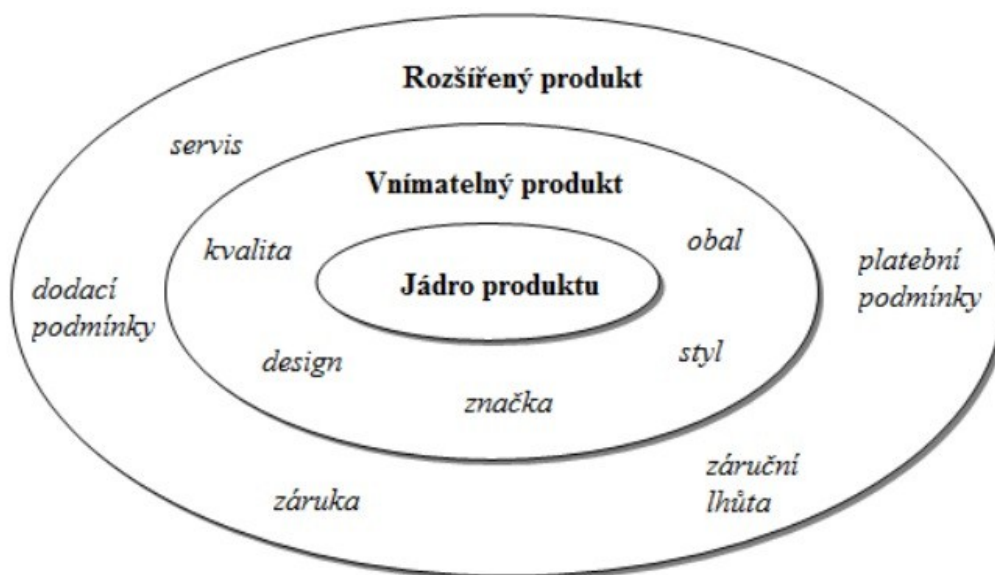 Rozšířený produkt
servis
Vnímatelný produkt
kvalita
obal
Jádro produktu
dodací
podmínky
platební
podmínky
design
styl
značka
záruka
záruční
lhůta